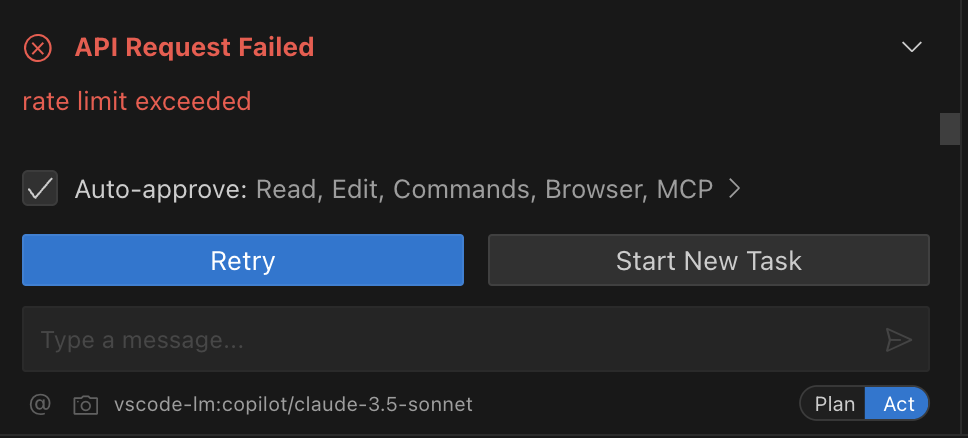 API Request Failed
rate limit exceeded
Auto-approve: Read, Edit, Commands, Browser, MCP
Retry
Start New Task
Type a message...
@
vscode-lm:copilot/claude-3.5-sonnet
Plan
Act